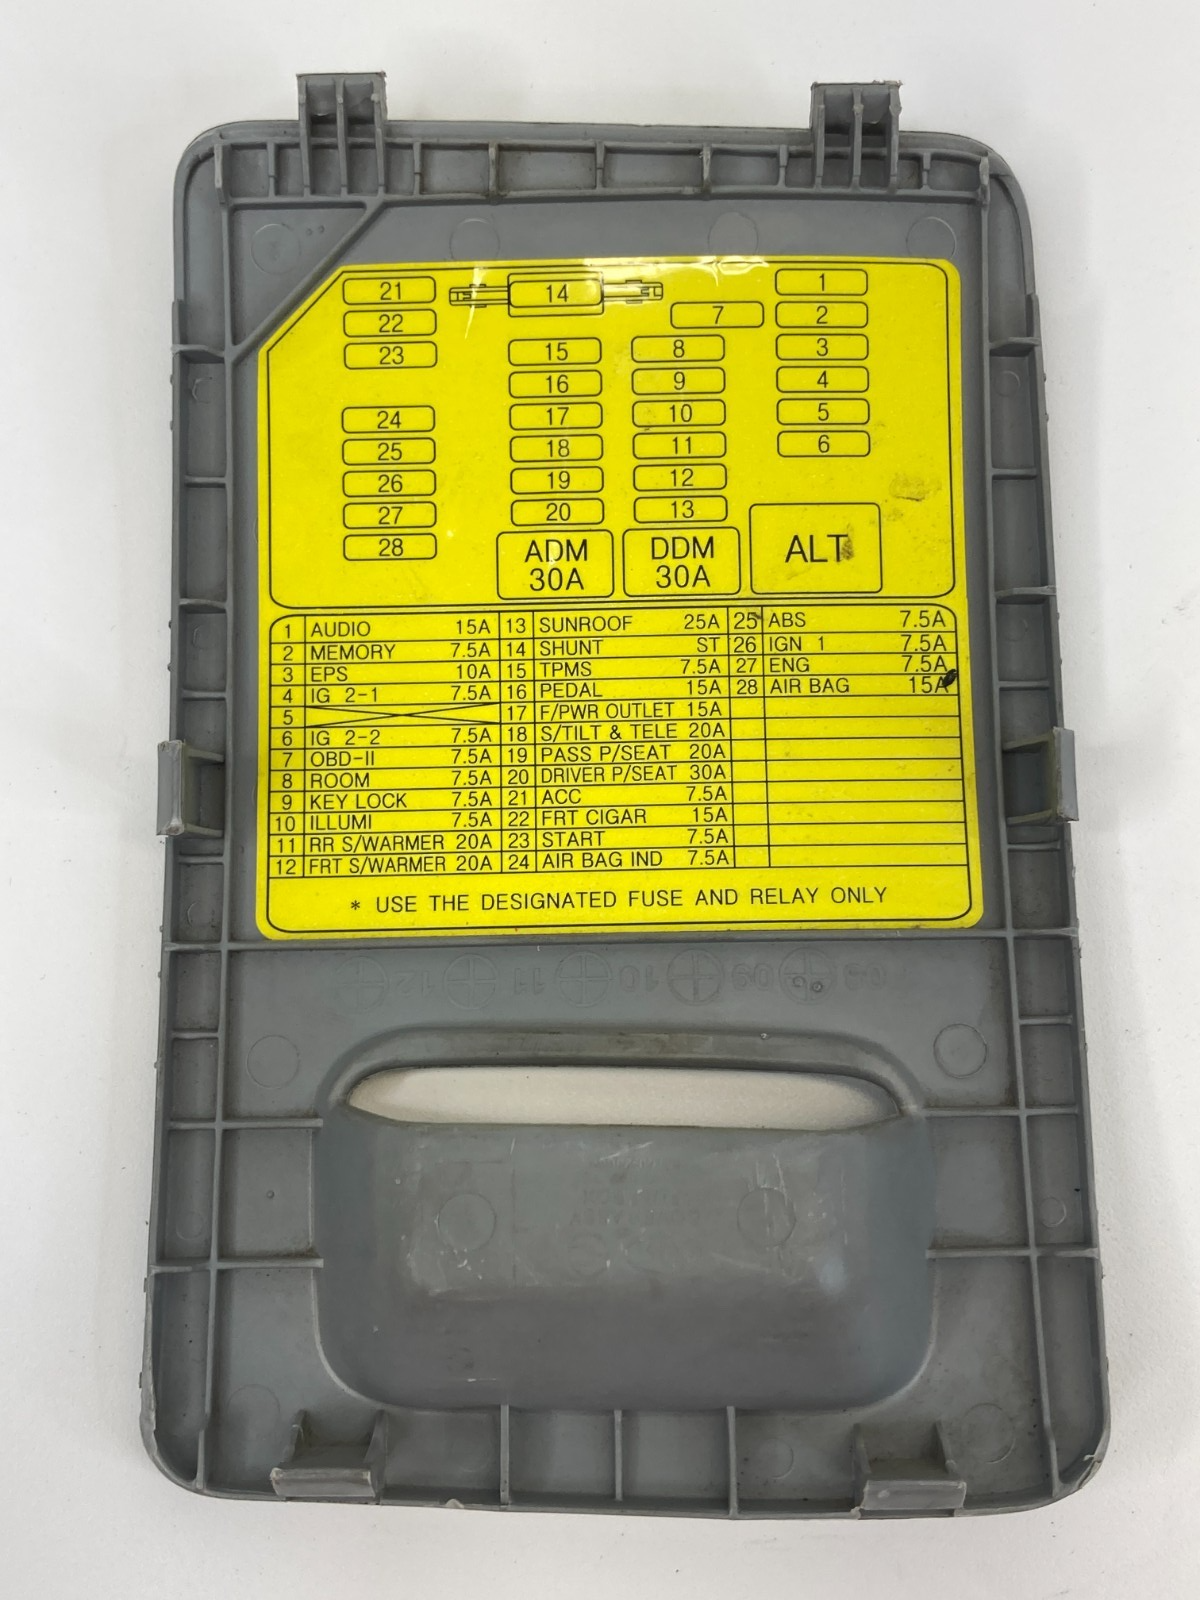 21 14 1
22 7 2
23 15 8 3
16 9 4
24 17 10 5
25 18 11 6
26 19 12
27 20 13
28 ADM 30A DDM 30A ALT
1 AUDIO 15A 13 SUNROOF 25A 25 ABS 7.5A
2 MEMORY 7.5A 14 SHUNT ST 26 IGN 1 7.5A
3 EPS 10A 15 TPMS 7.5A 27 ENG 7.5A
4 IG 2-1 7.5A 16 PEDAL 15A 28 AIR BAG 15A
5 17 F/PWR OUTLET 15A
6 IG 2-2 7.5A 18 S/TILT & TELE 20A
7 OBD-II 7.5A 19 PASS P/SEAT 20A
8 ROOM 7.5A 20 DRIVER P/SEAT 30A
9 KEY LOCK 7.5A 21 ACC 7.5A
10 ILLUMI 7.5A 22 FRT CIGAR 15A
11 RR S/WARMER 20A 23 START 7.5A
12 FRT S/WARMER 20A 24 AIR BAG IND 7.5A
* USE THE DESIGNATED FUSE AND RELAY ONLY
09 10 11 12